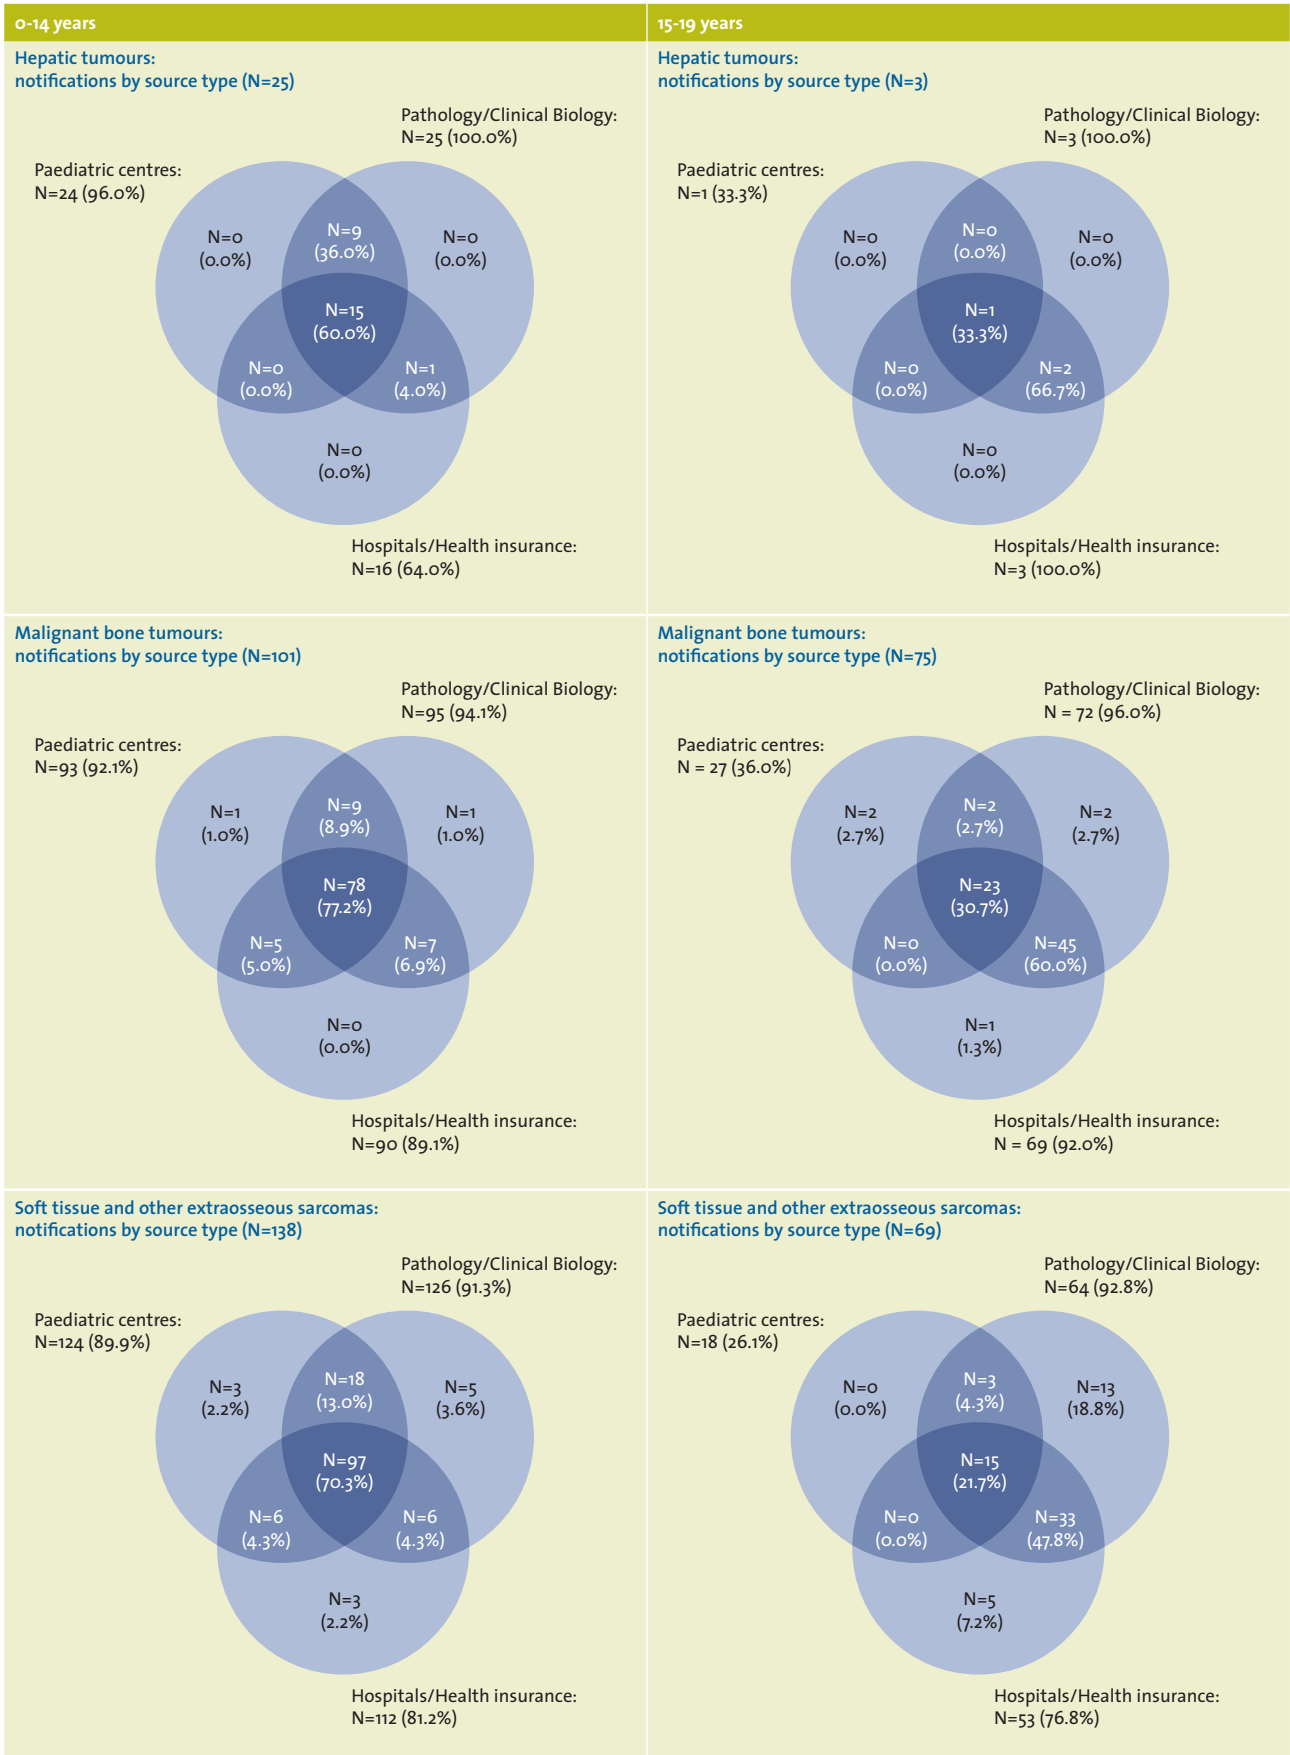 0-14 years
15-19 years
Hepatic tumours:
notifications by source type (N=25)
Pathology/Clinical Biology:
N=25 (100.0%)
Paediatric centres:
N=24 (96.0%)
N=0
(0.0%)
N=9
(36.0%)
N=0
(0.0%)
N=15
(60.0%)
N=0
(0.0%)
N=1
(4.0%)
N=0
(0.0%)
Hospitals/Health insurance:
N=16 (64.0%)
Hepatic tumours:
notifications by source type (N=3)
Pathology/Clinical Biology:
N=3 (100.0%)
Paediatric centres:
N=1 (33.3%)
N=0
(0.0%)
N=0
(0.0%)
N=0
(0.0%)
N=1
(33.3%)
N=0
(0.0%)
N=2
(66.7%)
N=0
(0.0%)
Hospitals/Health insurance:
N=3 (100.0%)
Malignant bone tumours:
notifications by source type (N=101)
Pathology/Clinical Biology:
N=95 (94.1%)
Paediatric centres:
N=93 (92.1%)
N=1
(1.0%)
N=9
(8.9%)
N=1
(1.0%)
N=78
(77.2%)
N=5
(5.0%)
N=7
(6.9%)
N=0
(0.0%)
Hospitals/Health insurance:
N=90 (89.1%)
Malignant bone tumours:
notifications by source type (N=75)
Pathology/Clinical Biology:
N = 72 (96.0%)
Paediatric centres:
N = 27 (36.0%)
N=2
(2.7%)
N=2
(2.7%)
N=2
(2.7%)
N=23
(30.7%)
N=0
(0.0%)
N=45
(60.0%)
N=1
(1.3%)
Hospitals/Health insurance:
N = 69 (92.0%)
Soft tissue and other extraosseous sarcomas:
notifications by source type (N=138)
Pathology/Clinical Biology:
N=126 (91.3%)
Paediatric centres:
N=124 (89.9%)
N=3
(2.2%)
N=18
(13.0%)
N=5
(3.6%)
N=97
(70.3%)
N=6
(4.3%)
N=6
(4.3%)
N=3
(2.2%)
Hospitals/Health insurance:
N=112 (81.2%)
Soft tissue and other extraosseous sarcomas:
notifications by source type (N=69)
Pathology/Clinical Biology:
N=64 (92.8%)
Paediatric centres:
N=18 (26.1%)
N=0
(0.0%)
N=3
(4.3%)
N=13
(18.8%)
N=15
(21.7%)
N=0
(0.0%)
N=33
(47.8%)
N=5
(7.2%)
Hospitals/Health insurance:
N=53 (76.8%)